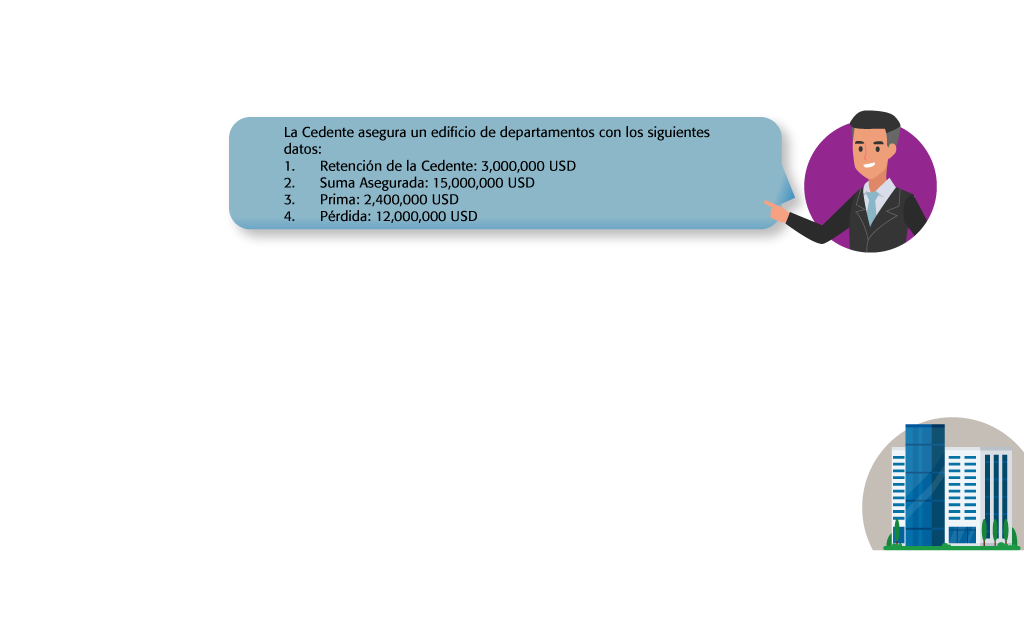 La Cedente asegura un edificio de departamentos con los siguientes
datos:
1. Retención de la Cedente: 3,000,000 USD
2. Suma Asegurada: 15,000,000 USD
3. Prima: 2,400,000 USD
4. Pérdida: 12,000,000 USD